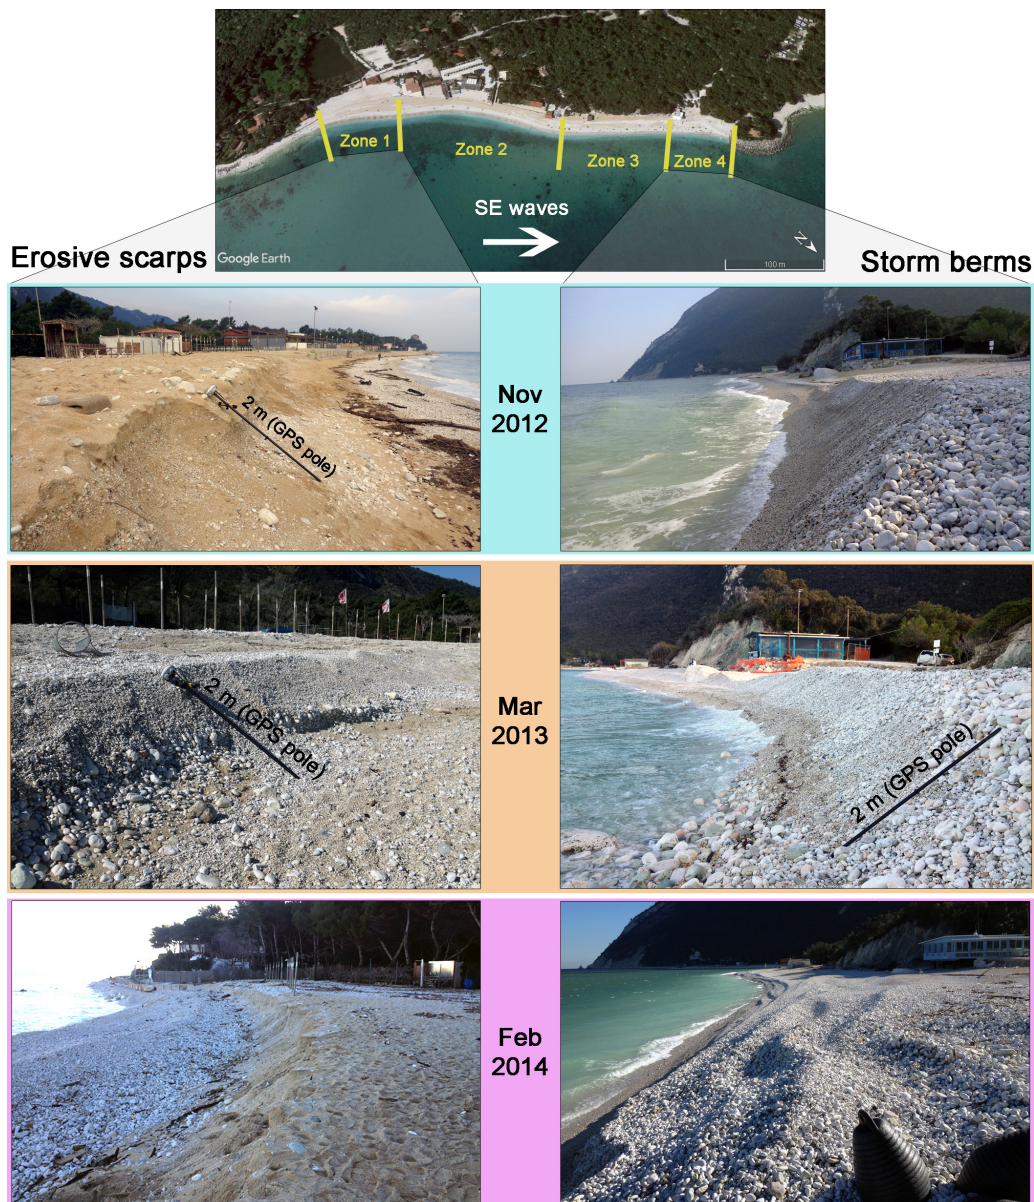 Zone 1
Zone 2
Zone 3
Zone 4
SE waves
Google Earth
N
100 m
Erosive scarps
Storm berms
2 m (GPS pole)
Nov
2012
2 m (GPS pole)
Mar
2013
2 m (GPS pole)
Feb
2014